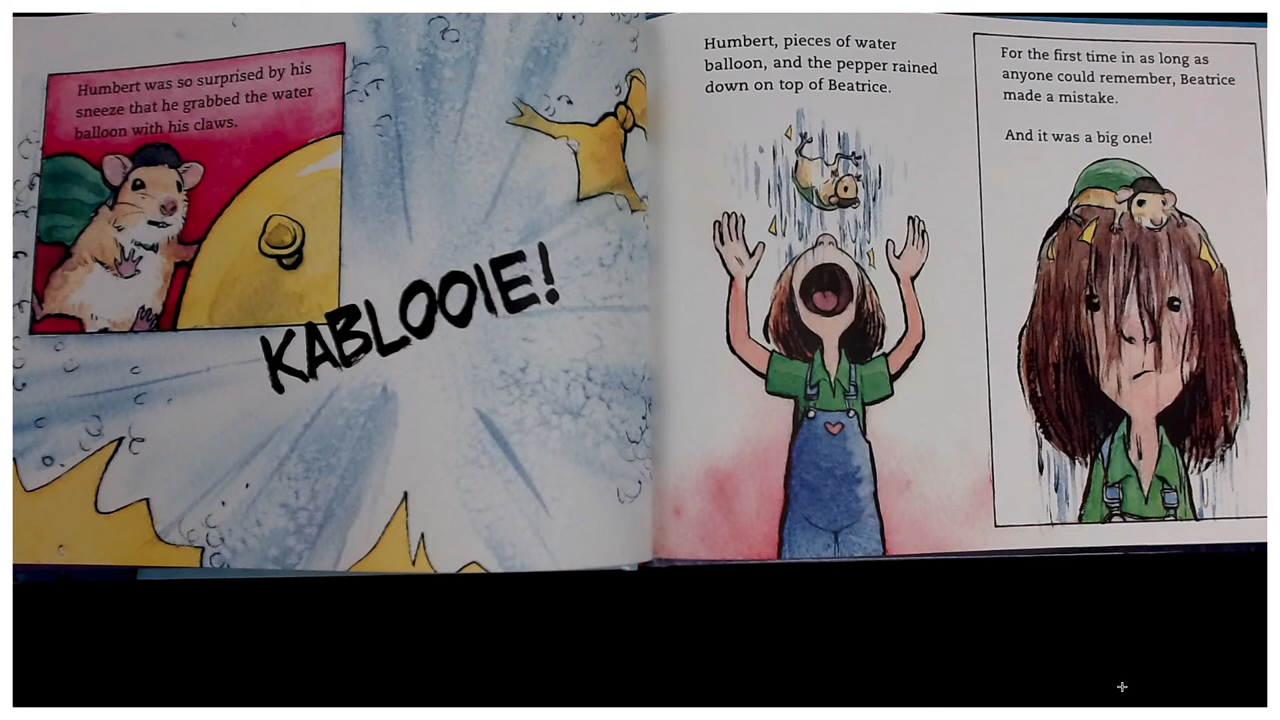 Humbert was so surprised by his
sneeze that he grabbed the water
balloon with his claws.
KABLOOIE!
Humbert, pieces of water
balloon, and the pepper rained
down on top of Beatrice.
For the first time in as long as
anyone could remember, Beatrice
made a mistake.
And it was a big one!